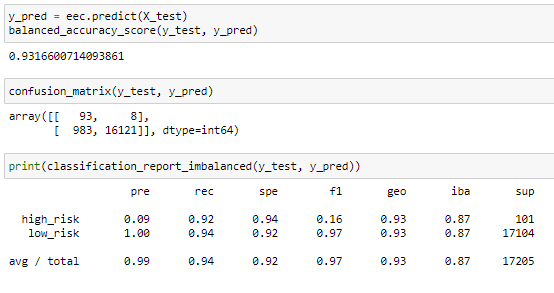 y_pred = eec.predict(X_test)
balanced_accuracy_score(y_test, y_pred)
0.9316600714093861
confusion_matrix(y_test, y_pred)
array([[   93,     8],
       [  983, 16121]], dtype=int64)
print(classification_report_imbalanced(y_test, y_pred))
pre rec spe f1 geo iba sup
high_risk 0.09 0.92 0.94 0.16 0.93 0.87 101
low_risk 1.00 0.94 0.92 0.97 0.93 0.87 17104
avg / total 0.99 0.94 0.92 0.97 0.93 0.87 17205